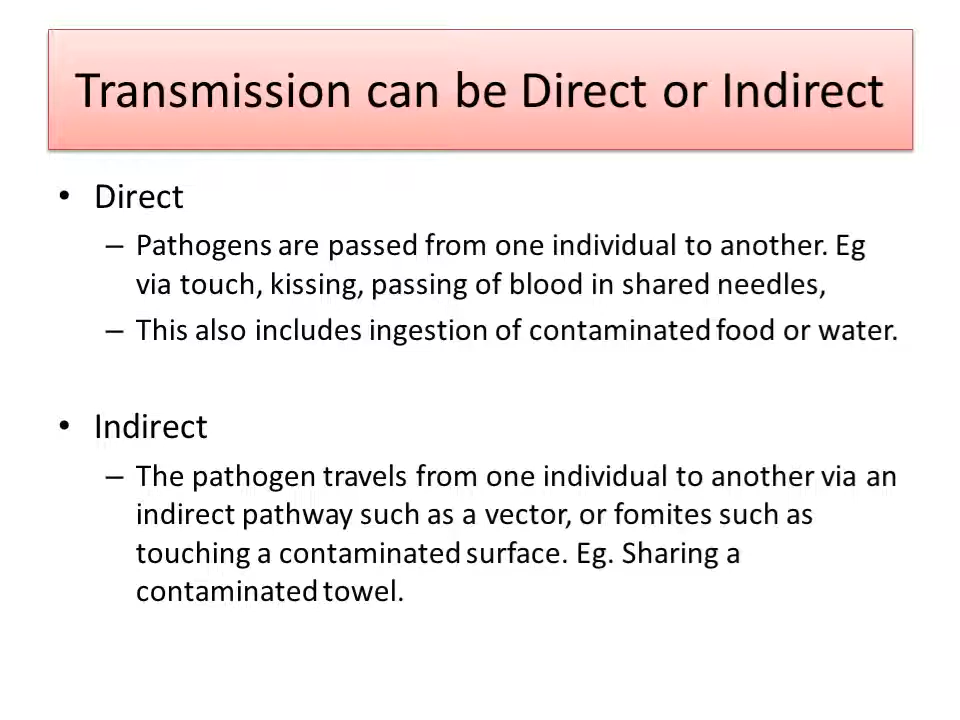 Transmission can be Direct or Indirect
• Direct
– Pathogens are passed from one individual to another. Eg
via touch, kissing, passing of blood in shared needles,
– This also includes ingestion of contaminated food or water.
• Indirect
– The pathogen travels from one individual to another via an
indirect pathway such as a vector, or fomites such as
touching a contaminated surface. Eg. Sharing a
contaminated towel.